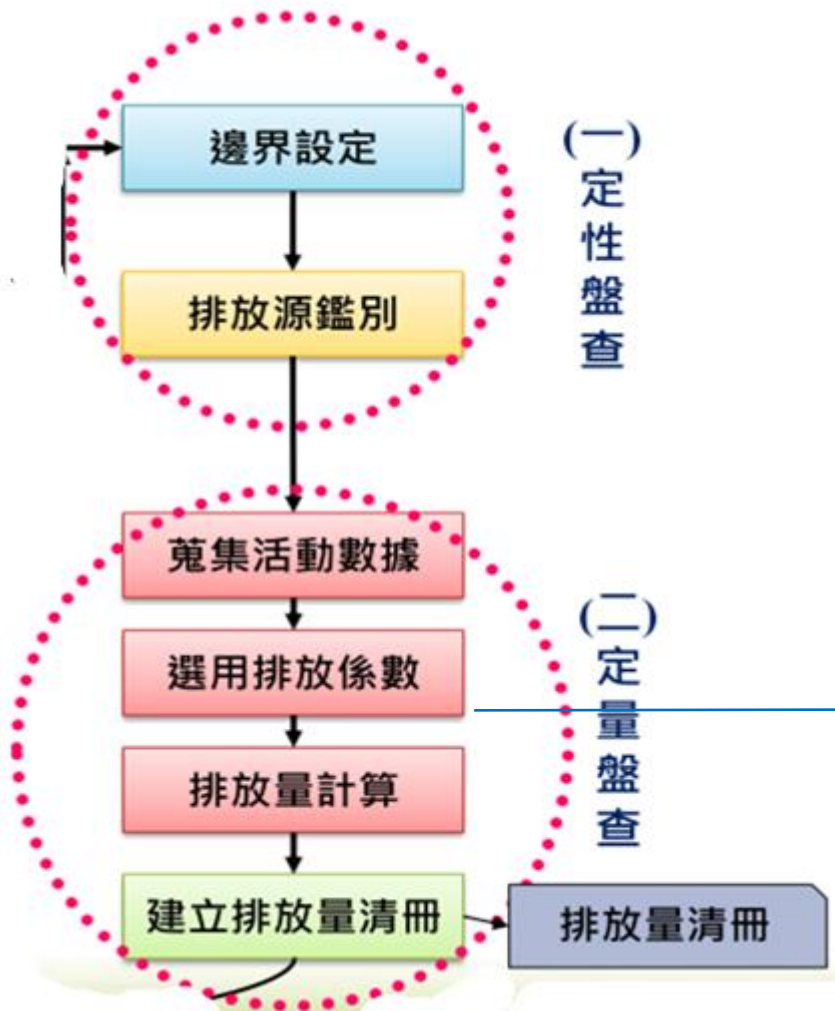 邊界設定
排放源鑑別
(一)定性盤查
蒐集活動數據
選用排放係數
排放量計算
建立排放量清冊
(二)定量盤查
排放量清冊